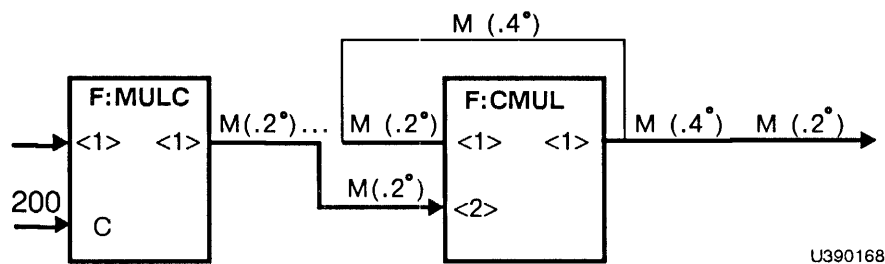 M (.4°)
F:MULC
F:CMUL
M(.2°)...
M (.2°)
M (.4°)
M (.2°)
<1>
<1>
<1>
<1>
M(.2°)
200
C
<2>
U390168